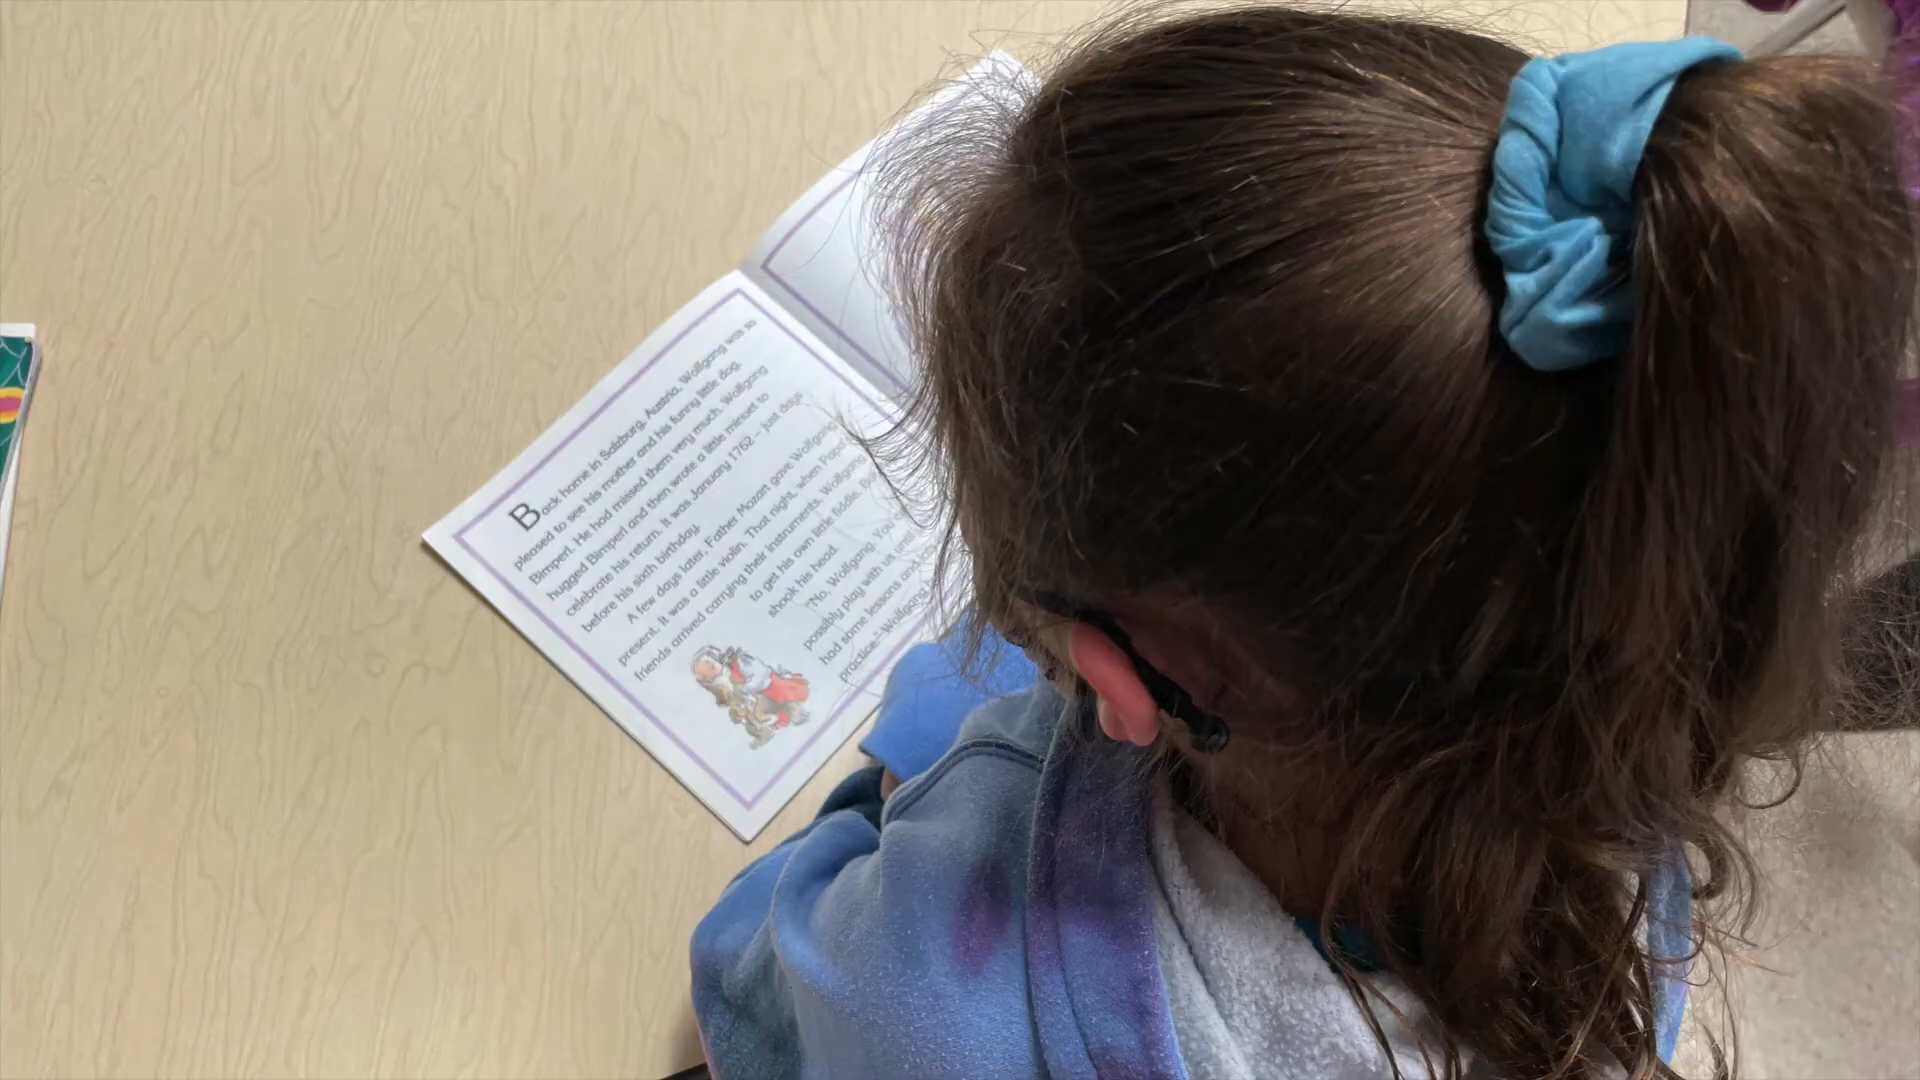 Back home in Salzburg, Austria, Wolfgang was so
pleased to see his mother and his funny little dog,
Bimperl. He had missed them very much. Wolfgang
hugged Bimperl and then wrote a little minuet to
celebrate his return. It was January 1762 – just days
before his sixth birthday.
A few days later, Father Mozart gave Wolfgang
present. It was a little violin. That night, when Papa
friends arrived carrying their instruments, Wolfgang
to get his own little fiddle.
shook his head.
"No, Wolfgang. You
possibly play with us until
had some lessons and
practice." Wolfgang